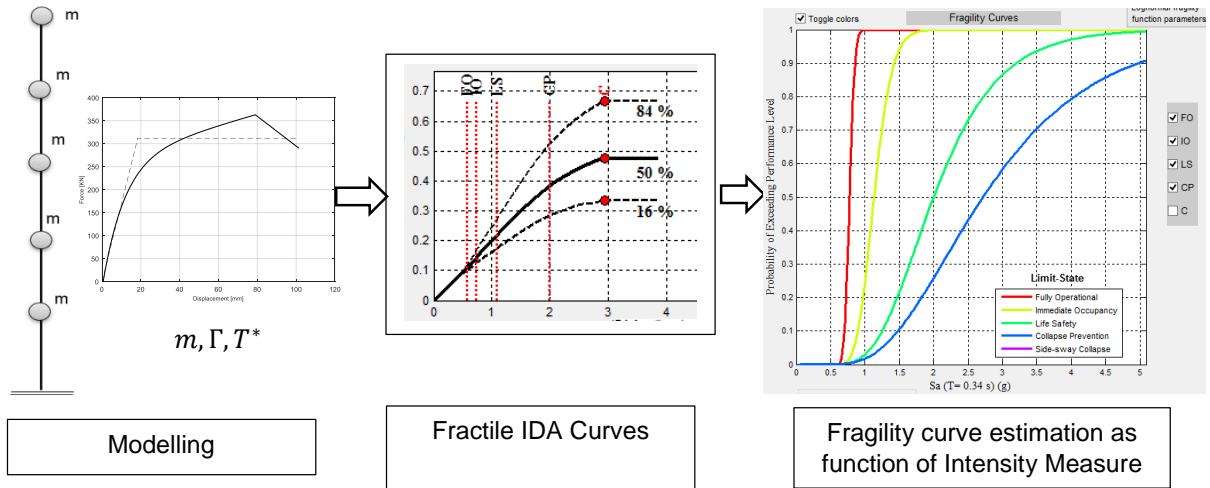 m
m
m
m
m
400
350
300
250
200
150
100
50
0
Force [KN]
0 20 40 60 80 100 120
Displacement [mm]
m, Γ, T*
Modelling
IO
LS
CP
C
0.7
0.6
0.5
0.4
0.3
0.2
0.1
0
84 %
50 %
16 %
0 1 2 3 4
Fractile IDA Curves
Toggle colors
Fragility Curves
function parameters
Probability of Exceeding Performance Level
1
0.9
0.8
0.7
0.6
0.5
0.4
0.3
0.2
0.1
0
0 0.5 1 1.5 2 2.5 3 3.5 4 4.5 5
Sa (T= 0.34 s) (g)
Limit-State
Fully Operational
Immediate Occupancy
Life Safety
Collapse Prevention
Side-sway Collapse
FO
IO
LS
CP
C
Fragility curve estimation as
function of Intensity Measure